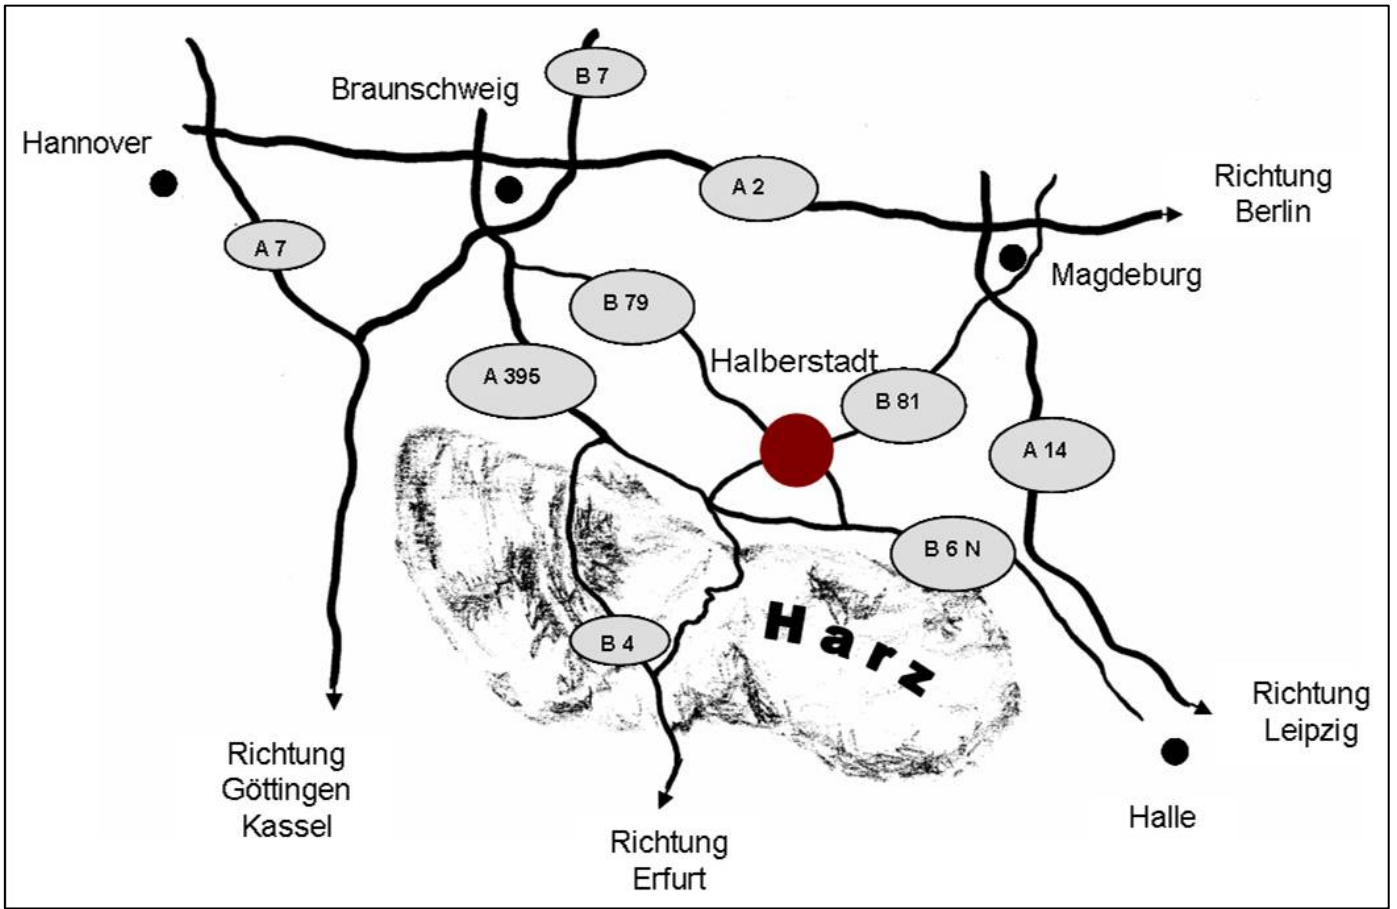 B 7
Braunschweig
Hannover
A 2
Richtung
Berlin
A 7
Magdeburg
B 79
Halberstadt
A 395
B 81
A 14
B 6 N
Harz
B 4
Richtung
Leipzig
Richtung
Göttingen
Kassel
Halle
Richtung
Erfurt